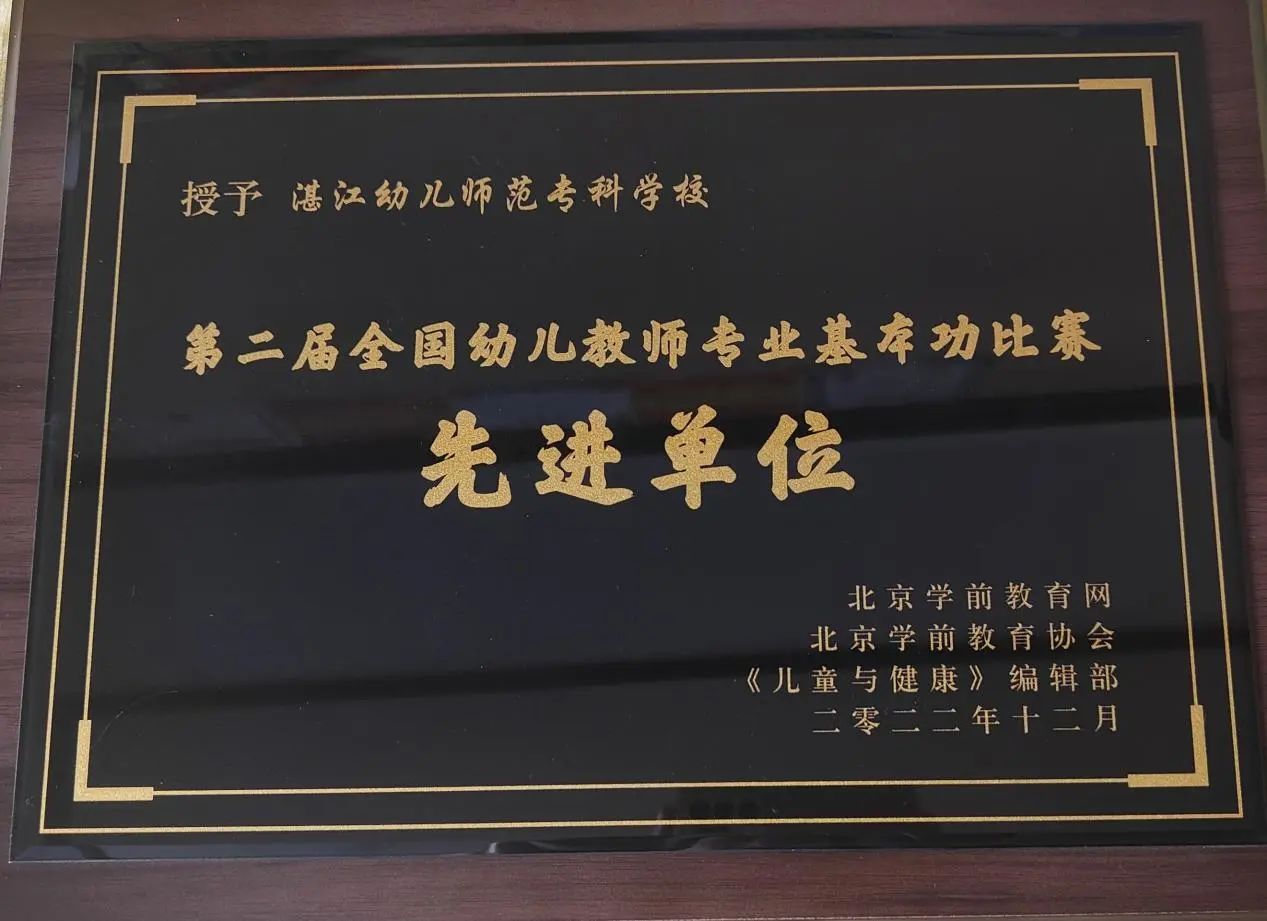 授予 湛江幼儿师范专科学校
第二届全国幼儿教师专业基本功比赛
先进单位
北京学前教育网
北京学前教育协会
《儿童与健康》编辑部
二零二二年十二月